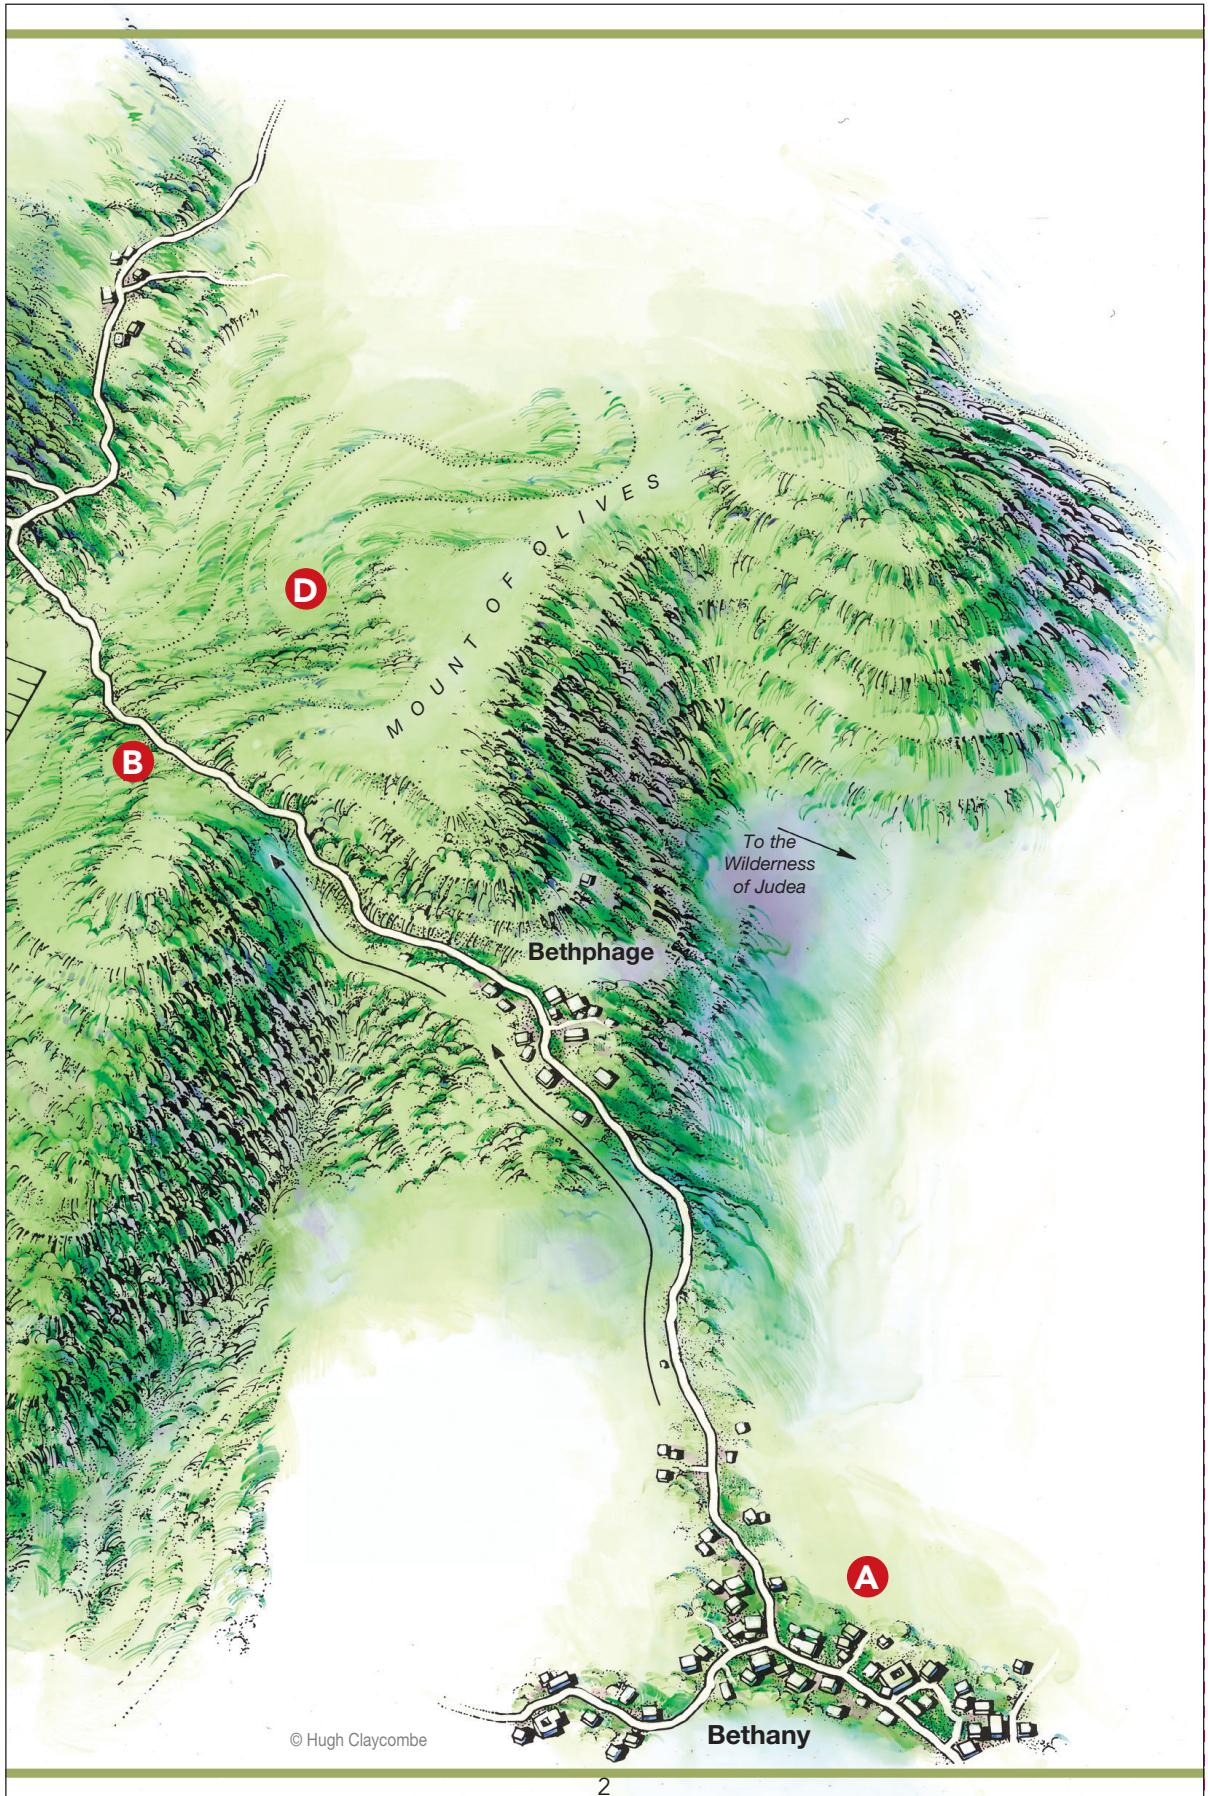 MOUNT OF OLIVES
D
B
To the
Wilderness
of Judea
Bethphage
A
Bethany
© Hugh Claycombe
2